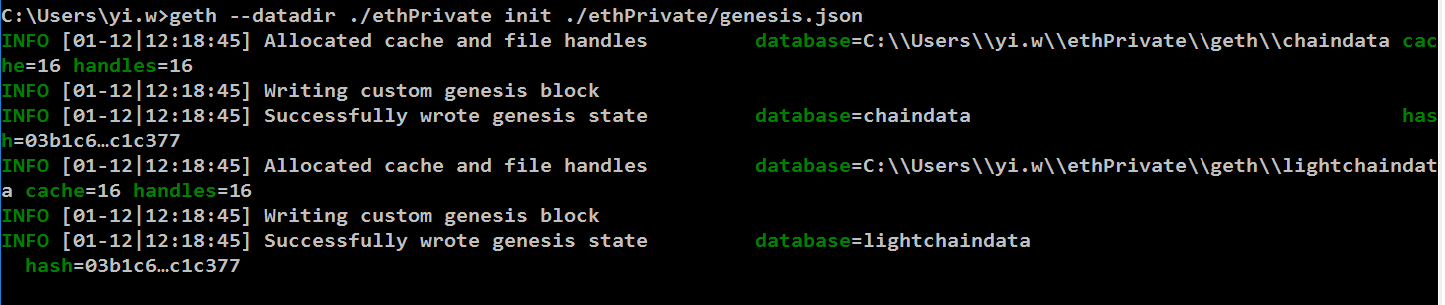 C:\Users\yi.w>geth --datadir ./ethPrivate init ./ethPrivate/genesis.json
INFO [01-12|12:18:45] Allocated cache and file handles         database=C:\\Users\\yi.w\\ethPrivate\\geth\\chaindata cac
he=16 handles=16
INFO [01-12|12:18:45] Writing custom genesis block
INFO [01-12|12:18:45] Successfully wrote genesis state         database=chaindata                                    has
h=03b1c6…c1c377
INFO [01-12|12:18:45] Allocated cache and file handles         database=C:\\Users\\yi.w\\ethPrivate\\geth\\lightchaindat
a cache=16 handles=16
INFO [01-12|12:18:45] Writing custom genesis block
INFO [01-12|12:18:45] Successfully wrote genesis state         database=lightchaindata
  hash=03b1c6…c1c377